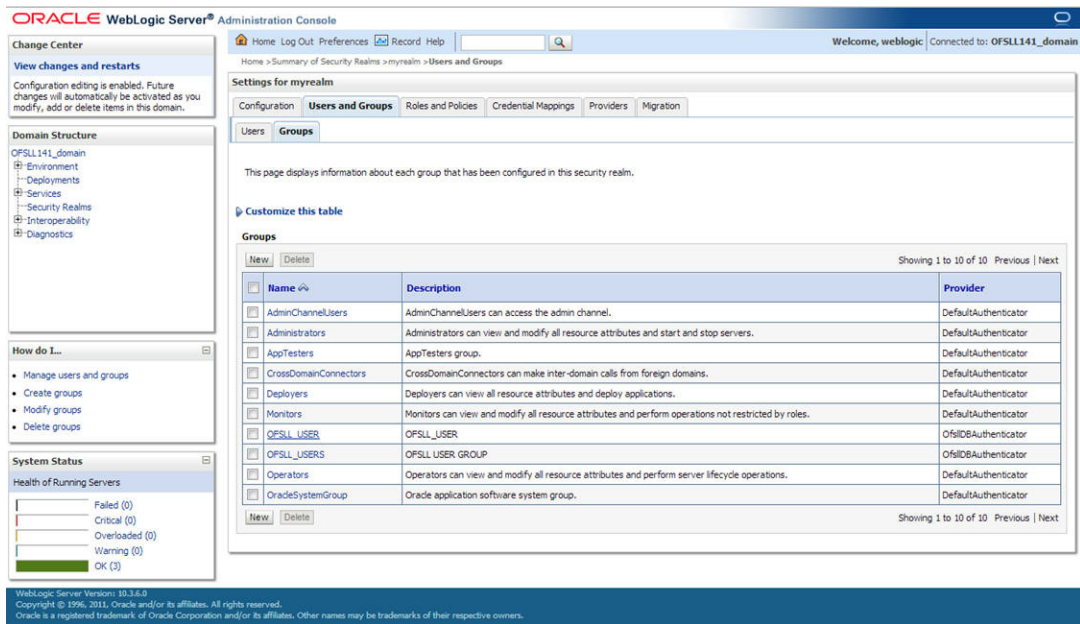 ORACLE WebLogic Server® Administration Console
Change Center
View changes and restarts
Configuration editing is enabled. Future
changes will automatically be activated as you
modify, add or delete items in this domain.
Domain Structure
OFSLL141_domain
Environment
Deployments
Services
Security Realms
Interoperability
Diagnostics
How do I...
Manage users and groups
Create groups
Modify groups
Delete groups
System Status
Health of Running Servers
Failed (0)
Critical (0)
Overloaded (0)
Warning (0)
OK (3)
Home Log Out Preferences Record Help
Welcome, weblogic Connected to: OFSLL141_domain
Home >Summary of Security Realms >myrealm >Users and Groups
Settings for myrealm
Configuration Users and Groups Roles and Policies Credential Mappings Providers Migration
Users Groups
This page displays information about each group that has been configured in this security realm.
Customize this table
Groups
New Delete Showing 1 to 10 of 10 Previous | Next
Name Description Provider
AdminChannelUsers AdminChannelUsers can access the admin channel. DefaultAuthenticator
Administrators Administrators can view and modify all resource attributes and start and stop servers. DefaultAuthenticator
AppTesters AppTesters group. DefaultAuthenticator
CrossDomainConnectors CrossDomainConnectors can make inter-domain calls from foreign domains. DefaultAuthenticator
Deployers Deployers can view all resource attributes and deploy applications. DefaultAuthenticator
Monitors Monitors can view and modify all resource attributes and perform operations not restricted by roles. DefaultAuthenticator
OFSLL_USER OFSLL_USER OfsllDBAuthenticator
OFSLL_USERS OFSLL USER GROUP OfsllDBAuthenticator
Operators Operators can view and modify all resource attributes and perform server lifecycle operations. DefaultAuthenticator
OracleSystemGroup Oracle application software system group. DefaultAuthenticator
New Delete Showing 1 to 10 of 10 Previous | Next
WebLogic Server Version: 10.3.6.0
Copyright © 1996, 2011, Oracle and/or its affiliates. All rights reserved.
Oracle is a registered trademark of Oracle Corporation and/or its affiliates. Other names may be trademarks of their respective owners.